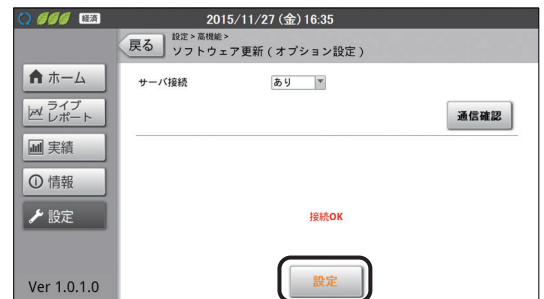 経済
2015/11/27 (金) 16:35
戻る
設定 > 高機能 >
ソフトウェア更新 ( オプション設定 )
ホーム
ライブ
レポート
実績
情報
設定
Ver 1.0.1.0
サーバ接続
あり
通信確認
接続OK
設定